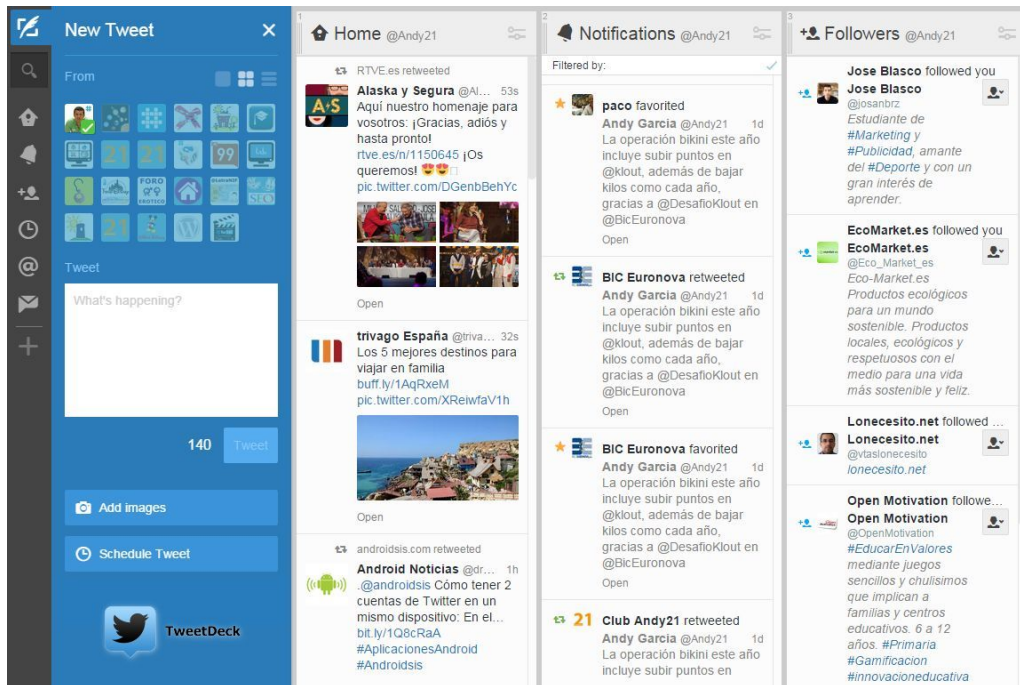 New Tweet
From
21
21
99
FORO
EROTICO
SEO
21
Tweet
What's happening?
140
Tweet
Add images
Schedule Tweet
TweetDeck
1
Home @Andy21
RTVE.es retweeted
Alaska y Segura @Al... 53s
A+S
Aquí nuestro homenaje para
vosotros: ¡Gracias, adiós y
hasta pronto!
rtve.es/n/1150645 ¡Os
queremos!
pic.twitter.com/DGenbBehYc
Open
trivago España @triva... 32s
Los 5 mejores destinos para
viajar en familia
buff.ly/1AqRxeM
pic.twitter.com/XReiwfaV1h
Open
androidsis.com retweeted
Android Noticias @dr... 1h
.@androidsis Cómo tener 2
cuentas de Twitter en un
mismo dispositivo: En el...
bit.ly/1Q8cRaA
#AplicacionesAndroid
#Androidsis
2
Notifications @Andy21
Filtered by:
paco favorited
Andy Garcia @Andy21 1d
La operación bikini este año
incluye subir puntos en
@klout, además de bajar
kilos como cada año,
gracias a @DesafioKlout en
@BicEuronova
Open
BIC Euronova retweeted
Andy Garcia @Andy21 1d
La operación bikini este año
incluye subir puntos en
@klout, además de bajar
kilos como cada año,
gracias a @DesafioKlout en
@BicEuronova
Open
BIC Euronova favorited
Andy Garcia @Andy21 1d
La operación bikini este año
incluye subir puntos en
@klout, además de bajar
kilos como cada año,
gracias a @DesafioKlout en
@BicEuronova
Open
21
Club Andy21 retweeted
Andy Garcia @Andy21 1d
La operación bikini este año
incluye subir puntos en
3
Followers @Andy21
Jose Blasco followed you
Jose Blasco
@josanbrz
Estudiante de
#Marketing y
#Publicidad, amante
del #Deporte y con un
gran interés de
aprender.
EcoMarket.es followed you
EcoMarket.es
@Eco_Market_es
Eco-Market.es
Productos ecológicos
para un mundo
sostenible. Productos
locales, ecológicos y
respetuosos con el
medio para una vida
más sostenible y feliz.
Lonecesito.net followed ...
Lonecesito.net
@vtaslonecesito
lonecesito.net
Open Motivation followe...
Open Motivation
@OpenMotivation
#EducarEnValores
mediante juegos
sencillos y chulisimos
que implican a
familias y centros
educativos. 6 a 12
años. #Primaria
#Gamificacion
#innovacioneducativa